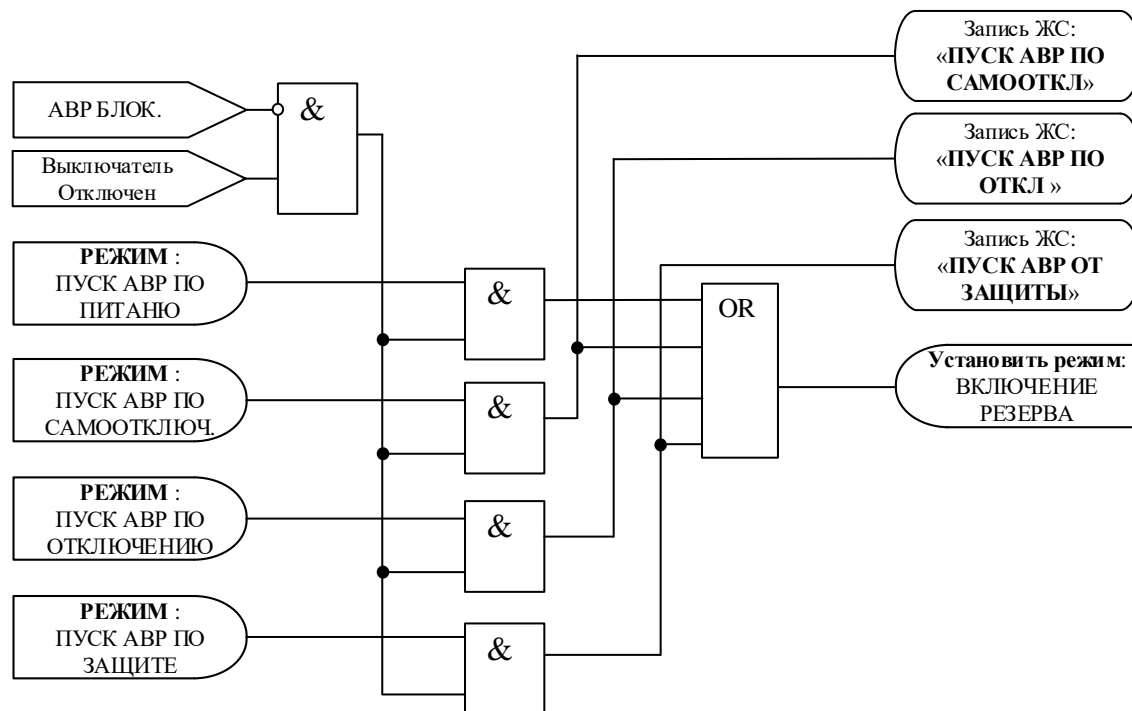 АВР БЛОК.
&
Выключатель
Отключен
РЕЖИМ :
ПУСК АВР ПО
ПИТАНЮ
&
РЕЖИМ :
ПУСК АВР ПО
САМООТКЛЮЧ.
&
РЕЖИМ :
ПУСК АВР ПО
ОТКЛЮЧЕНИЮ
&
РЕЖИМ :
ПУСК АВР ПО
ЗАЩИТЕ
&
OR
Запись ЖС:
«ПУСК АВР ПО
САМООТКЛ»
Запись ЖС:
«ПУСК АВР ПО
ОТКЛ »
Запись ЖС:
«ПУСК АВР ОТ
ЗАЩИТЫ»
Установить режим:
ВКЛЮЧЕНИЕ
РЕЗЕРВА